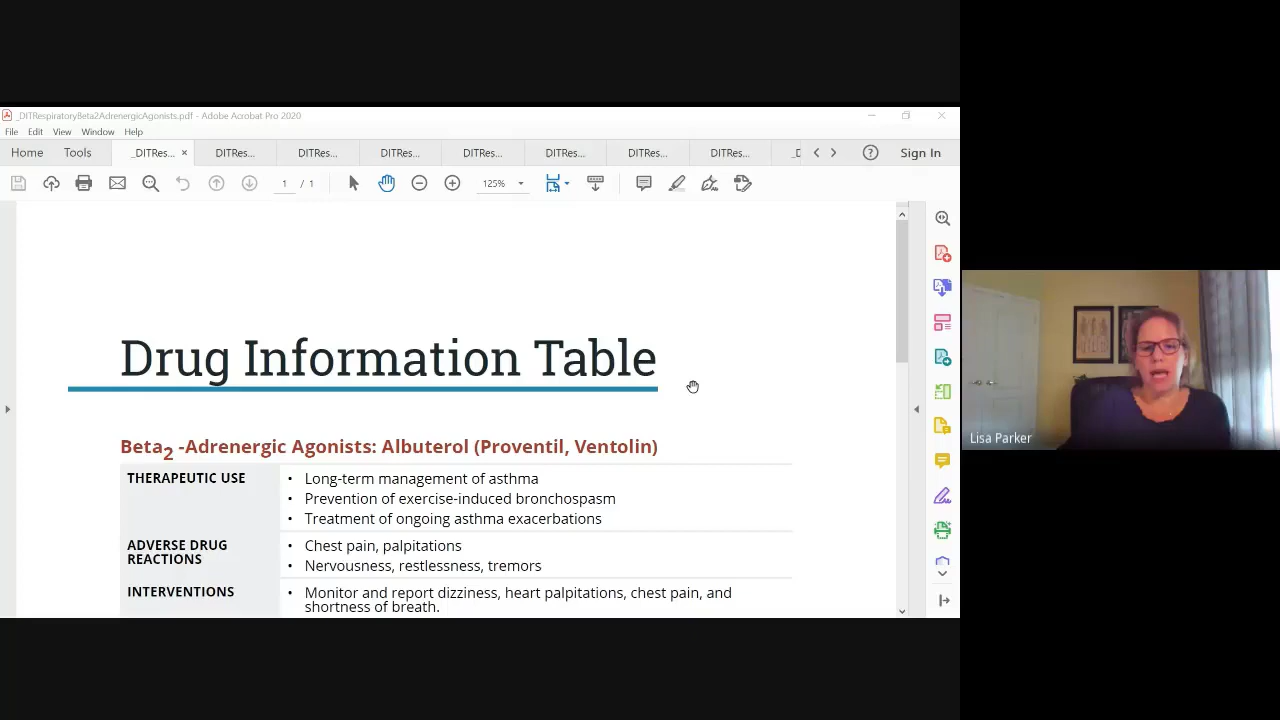 _DITRespiratoryBeta2AdrenergicAgonists.pdf - Adobe Acrobat Pro 2020
File Edit View Window Help
Home Tools _DITRes... × DITRes... DITRes... DITRes... DITRes... DITRes... DITRes... DITRes... _D Sign In
1 / 1 125%
Drug Information Table
Beta2 -Adrenergic Agonists: Albuterol (Proventil, Ventolin)
THERAPEUTIC USE
• Long-term management of asthma
• Prevention of exercise-induced bronchospasm
• Treatment of ongoing asthma exacerbations
ADVERSE DRUG
REACTIONS
• Chest pain, palpitations
• Nervousness, restlessness, tremors
INTERVENTIONS
• Monitor and report dizziness, heart palpitations, chest pain, and
shortness of breath.
Lisa Parker